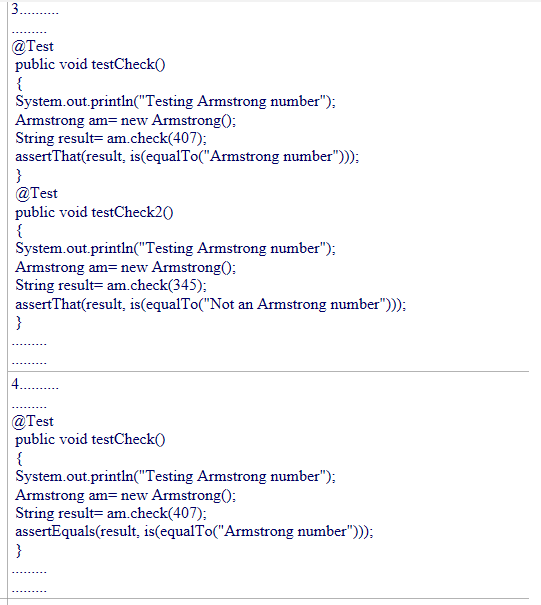 3..........
.........
@Test
public void testCheck()
{
System.out.println("Testing Armstrong number");
Armstrong am= new Armstrong();
String result= am.check(407);
assertThat(result, is(equalTo("Armstrong number")));
}
@Test
public void testCheck2()
{
System.out.println("Testing Armstrong number");
Armstrong am= new Armstrong();
String result= am.check(345);
assertThat(result, is(equalTo("Not an Armstrong number")));
}
.........
.........
4..........
.........
@Test
public void testCheck()
{
System.out.println("Testing Armstrong number");
Armstrong am= new Armstrong();
String result= am.check(407);
assertEquals(result, is(equalTo("Armstrong number")));
}
.........
.........